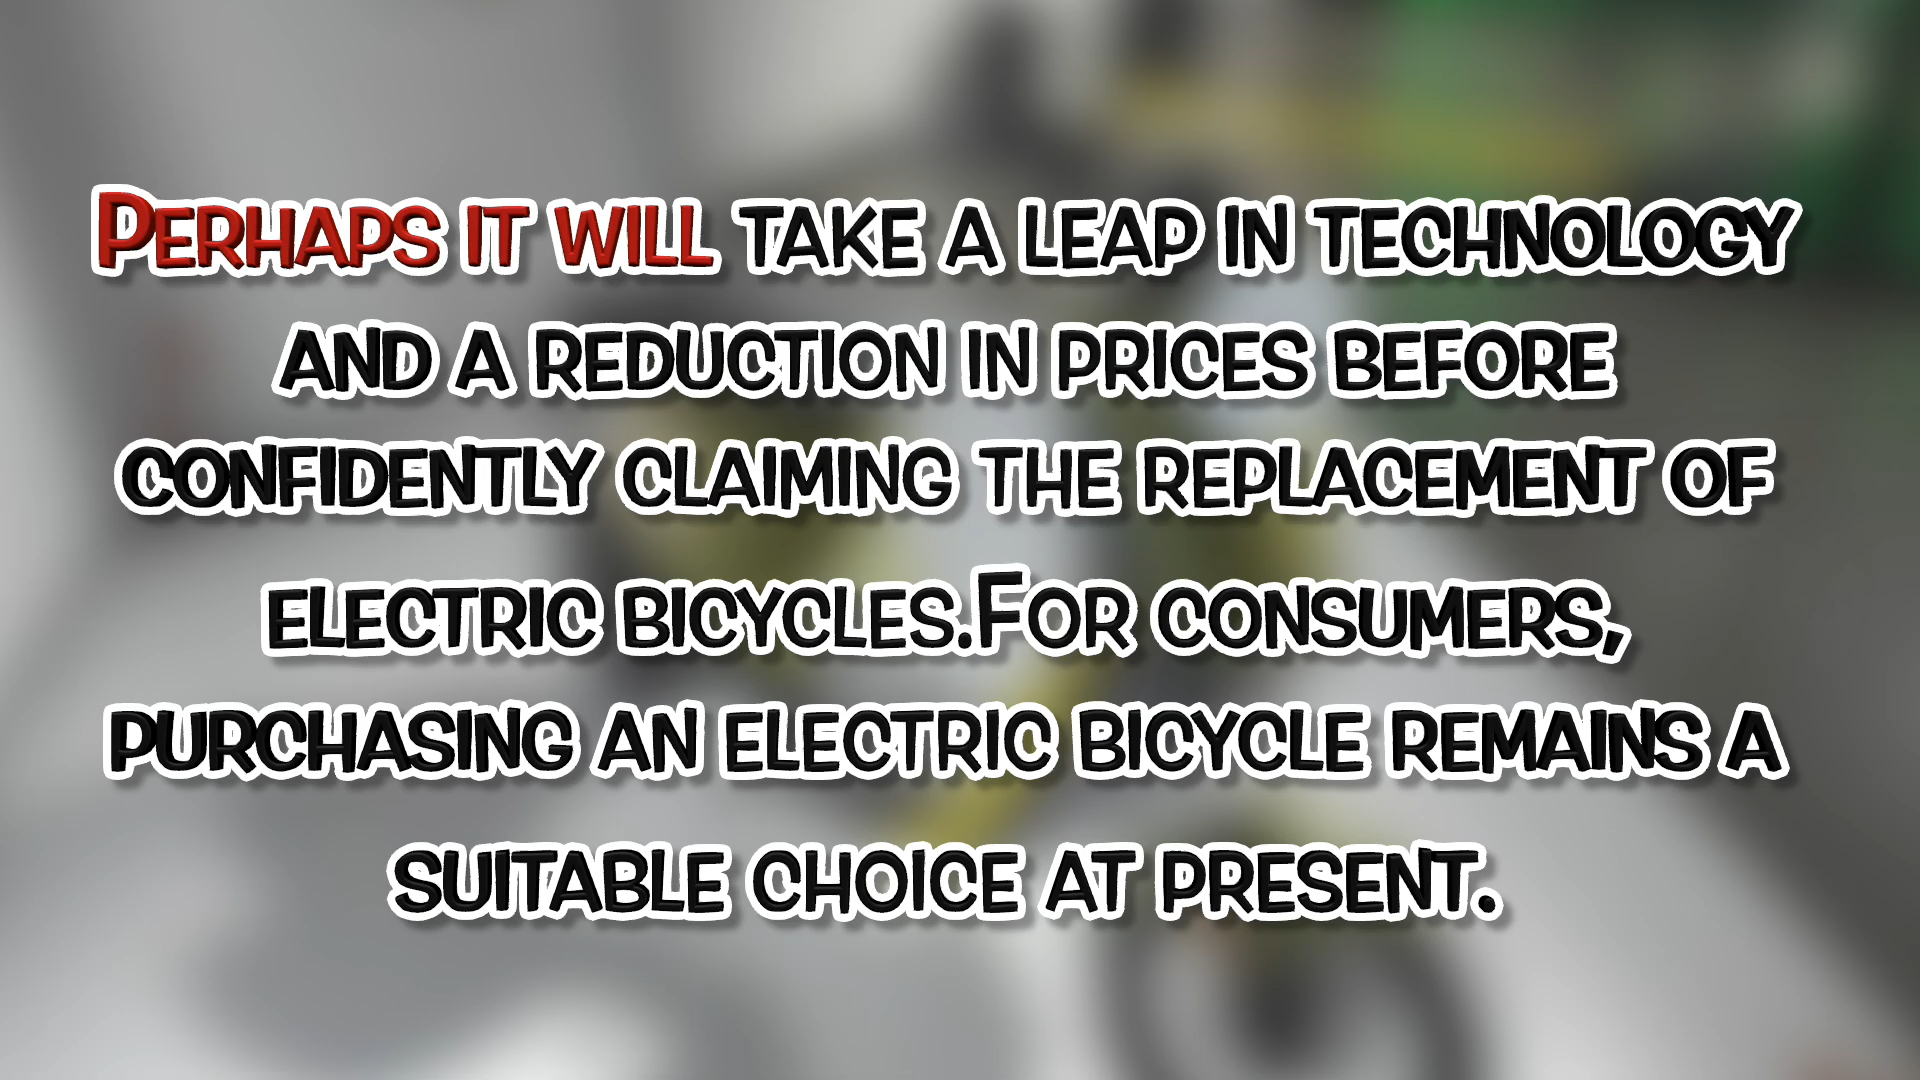 Perhaps it will take a leap in technology
and a reduction in prices before
confidently claiming the replacement of
electric bicycles.For consumers,
purchasing an electric bicycle remains a
suitable choice at present.